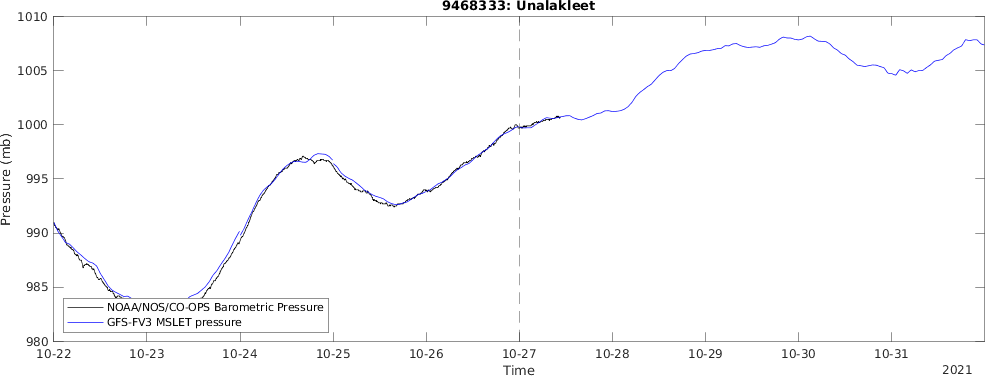 9468333: Unalakleet
Pressure (mb)
1010
1005
1000
995
990
985
980
NOAA/NOS/CO-OPS Barometric Pressure
GFS-FV3 MSLET pressure
10-22 10-23 10-24 10-25 10-26 10-27 10-28 10-29 10-30 10-31
Time
2021